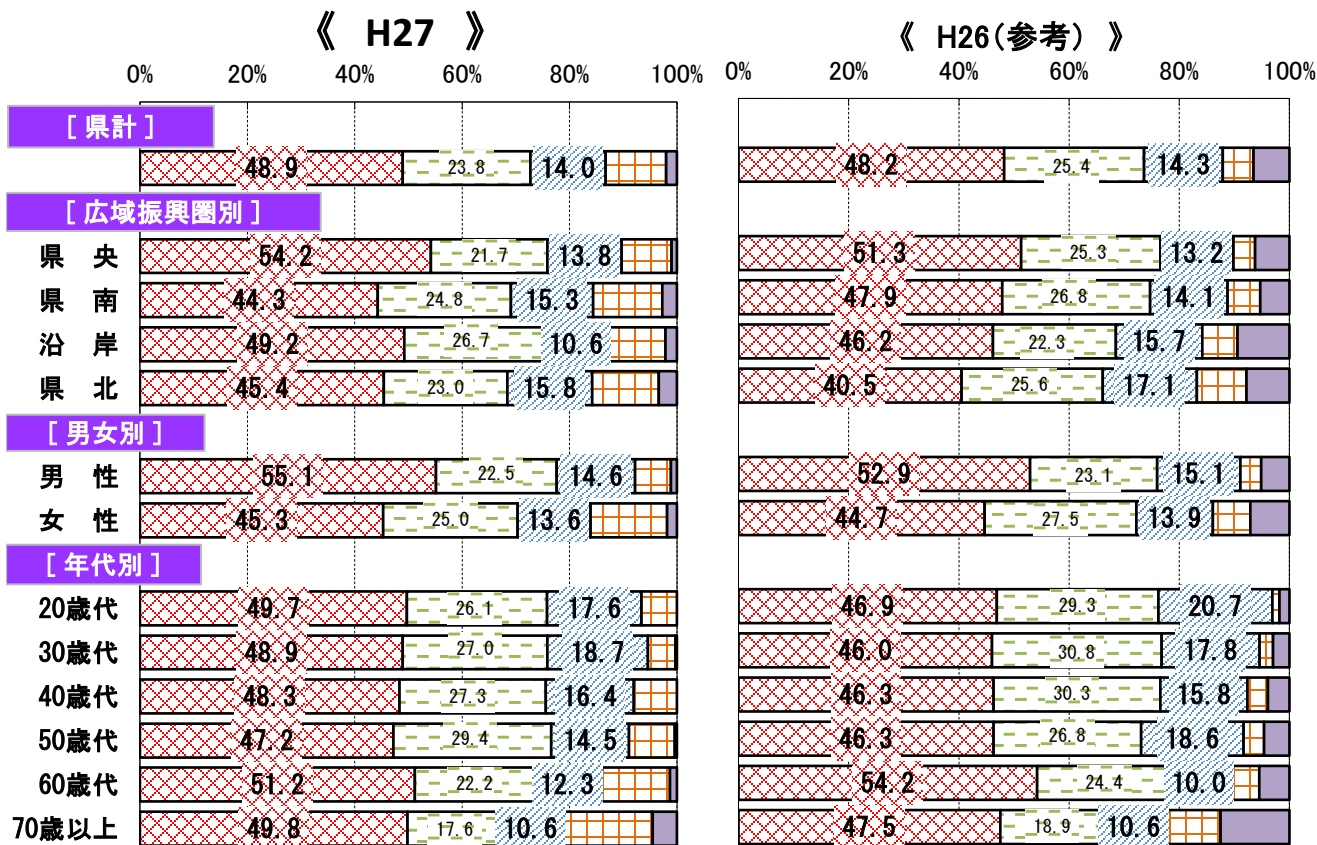 《 H27 》 《 H26(参考) 》
0% 20% 40% 60% 80% 100% 0% 20% 40% 60% 80% 100%
[ 県計 ]
48.9 23.8 14.0 48.2 25.4 14.3
[ 広域振興圏別 ]
県 央 54.2 21.7 13.8 51.3 25.3 13.2
県 南 44.3 24.8 15.3 47.9 26.8 14.1
沿 岸 49.2 26.7 10.6 46.2 22.3 15.7
県 北 45.4 23.0 15.8 40.5 25.6 17.1
[ 男女別 ]
男 性 55.1 22.5 14.6 52.9 23.1 15.1
女 性 45.3 25.0 13.6 44.7 27.5 13.9
[ 年代別 ]
20歳代 49.7 26.1 17.6 46.9 29.3 20.7
30歳代 48.9 27.0 18.7 46.0 30.8 17.8
40歳代 48.3 27.3 16.4 46.3 30.3 15.8
50歳代 47.2 29.4 14.5 46.3 26.8 18.6
60歳代 51.2 22.2 12.3 54.2 24.4 10.0
70歳以上 49.8 17.6 10.6 47.5 18.9 10.6